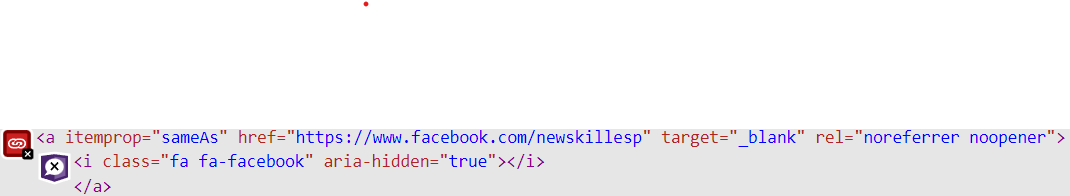 <a itemprop="sameAs" href="https://www.facebook.com/newskillesp" target="_blank" rel="noreferrer noopener">
<i class="fa fa-facebook" aria-hidden="true"></i>
</a>